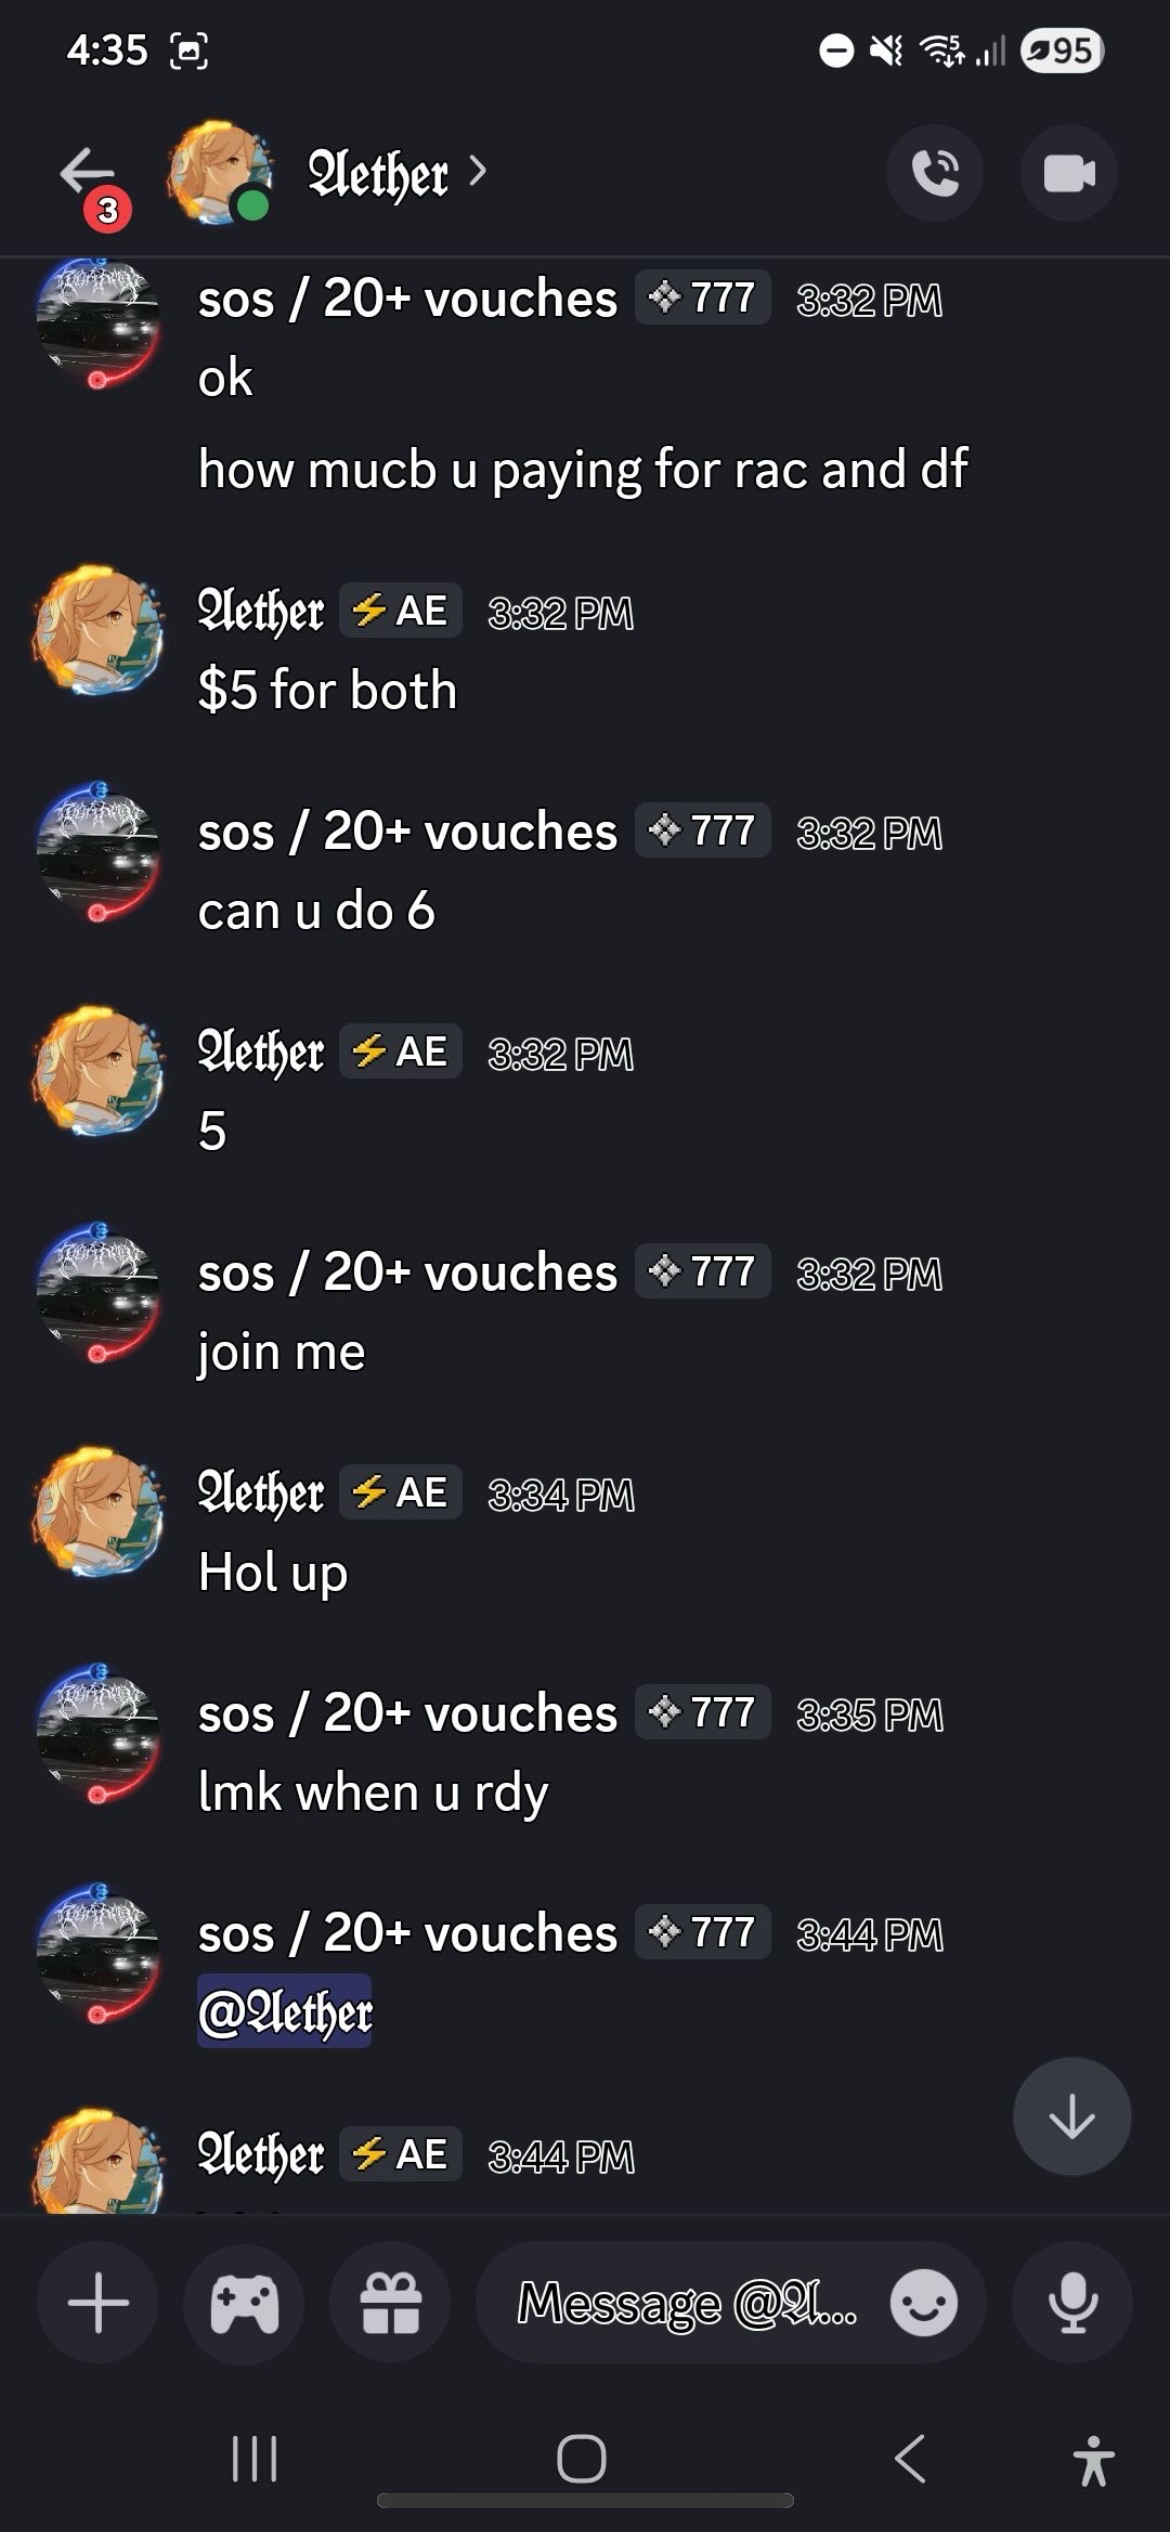 4:35
95
3
𝔄𝔢𝔱𝔥𝔢𝔯
sos / 20+ vouches 777 3:32 PM
ok
how mucb u paying for rac and df
𝔄𝔢𝔱𝔥𝔢𝔯 AE 3:32 PM
$5 for both
sos / 20+ vouches 777 3:32 PM
can u do 6
𝔄𝔢𝔱𝔥𝔢𝔯 AE 3:32 PM
5
sos / 20+ vouches 777 3:32 PM
join me
𝔄𝔢𝔱𝔥𝔢𝔯 AE 3:34 PM
Hol up
sos / 20+ vouches 777 3:35 PM
lmk when u rdy
sos / 20+ vouches 777 3:44 PM
@𝔄𝔢𝔱𝔥𝔢𝔯
𝔄𝔢𝔱𝔥𝔢𝔯 AE 3:44 PM
Message @𝔄...